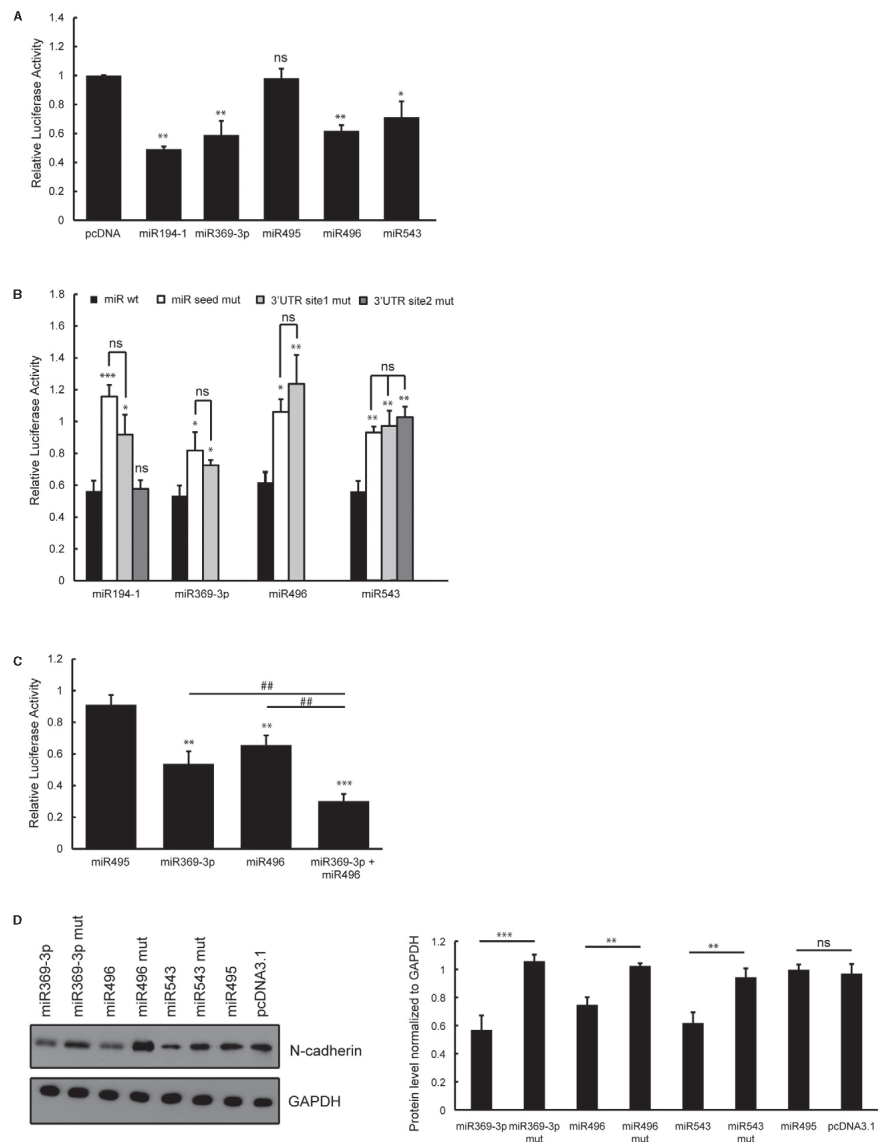 A
Relative Luciferase Activity
1.4
1.2
1
0.8
0.6
0.4
0.2
0
**
**
ns
**
*
pcDNA miR194-1 miR369-3p miR495 miR496 miR543
B
Relative Luciferase Activity
miR wt miR seed mut 3'UTR site1 mut 3'UTR site2 mut
1.8
1.6
1.4
1.2
1
0.8
0.6
0.4
0.2
0
ns
***
*
ns
ns
*
*
ns
*
**
ns
**
**
**
miR194-1 miR369-3p miR496 miR543
C
Relative Luciferase Activity
1.2
1
0.8
0.6
0.4
0.2
0
##
##
**
**
***
miR495 miR369-3p miR496 miR369-3p +
miR496
D
miR369-3p
miR369-3p mut
miR496
miR496 mut
miR543
miR543 mut
miR495
pcDNA3.1
N-cadherin
GAPDH
Protein level normalized to GAPDH
1.2
1
0.8
0.6
0.4
0.2
0
***
**
**
ns
miR369-3p miR369-3p miR496 miR496 miR543 miR543 miR495 pcDNA3.1
mut mut mut